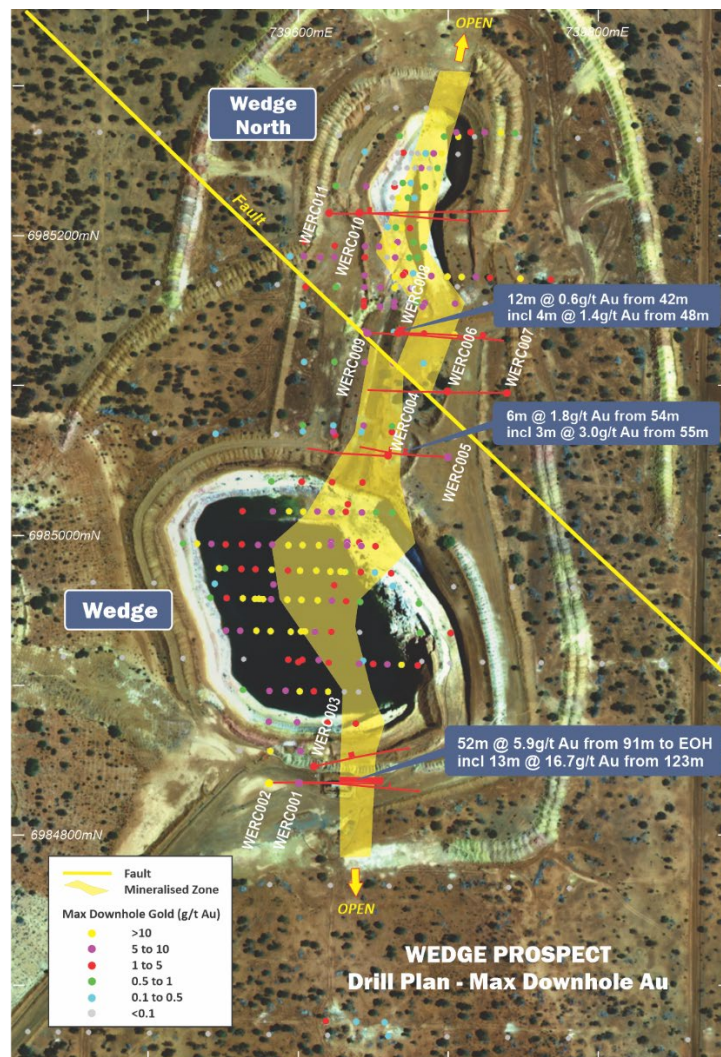 OPEN
739600mE
Wedge
North
Fault
6985200mN
WERC011
WERC010
WERC008
WERC009
WERC006
WERC007
12m @ 0.6g/t Au from 42m
incl 4m @ 1.4g/t Au from 48m
WERC004
WERC005
6m @ 1.8g/t Au from 54m
incl 3m @ 3.0g/t Au from 55m
6985000mN
Wedge
WERC003
52m @ 5.9g/t Au from 91m to EOH
incl 13m @ 16.7g/t Au from 123m
WERC002
WERC001
6984800mN
OPEN
Fault
Mineralised Zone
Max Downhole Gold (g/t Au)
>10
5 to 10
1 to 5
0.5 to 1
0.1 to 0.5
<0.1
WEDGE PROSPECT
Drill Plan - Max Downhole Au